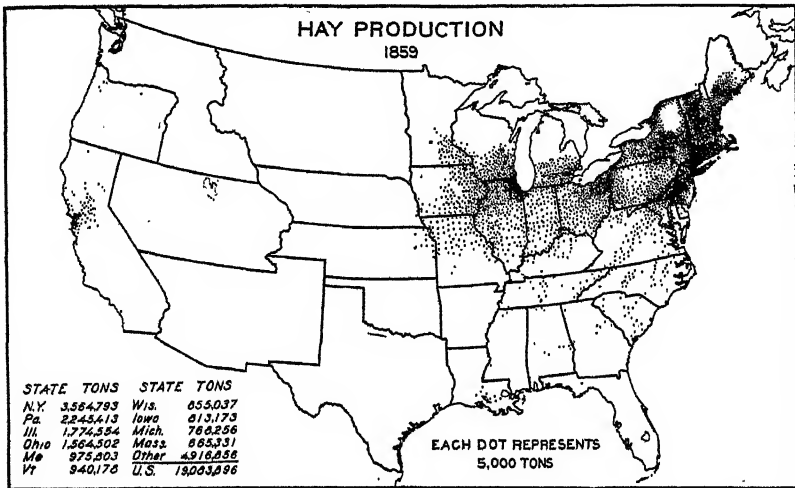 HAY PRODUCTION
1859
STATE TONS STATE TONS
N.Y. 3,564,793 Wis. 855,037
Pa. 2,245,413 Iowa 813,173
Ill. 1,774,554 Mich. 768,256
Ohio 1,564,502 Mass. 665,331
Me 975,803 Other 4,916,856
Vt 940,178 U.S. 19,083,896
EACH DOT REPRESENTS
5,000 TONS